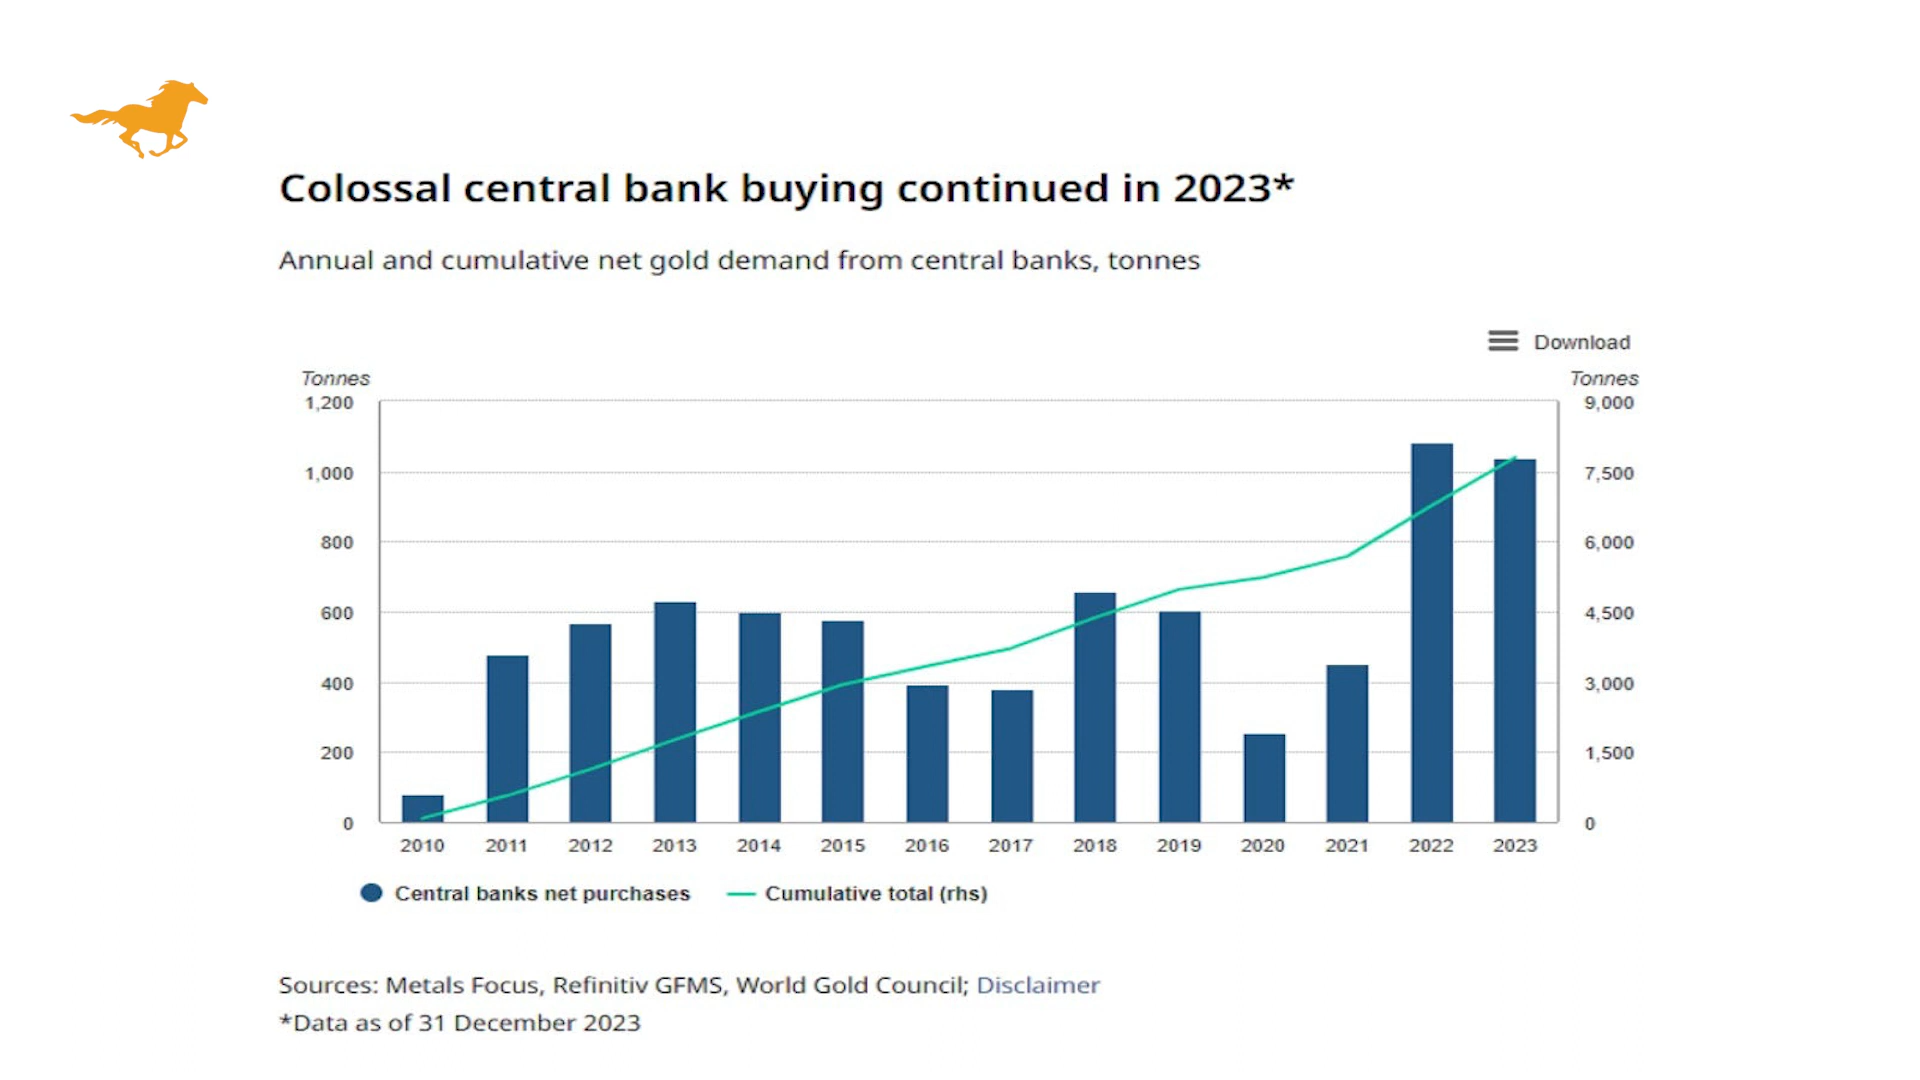 Colossal central bank buying continued in 2023*
Annual and cumulative net gold demand from central banks, tonnes
Download
Tonnes
Tonnes
1,200
9,000
1,000
7,500
800
6,000
600
4,500
400
3,000
200
1,500
0
0
2010 2011 2012 2013 2014 2015 2016 2017 2018 2019 2020 2021 2022 2023
Central banks net purchases
Cumulative total (rhs)
Sources: Metals Focus, Refinitiv GFMS, World Gold Council; Disclaimer
*Data as of 31 December 2023